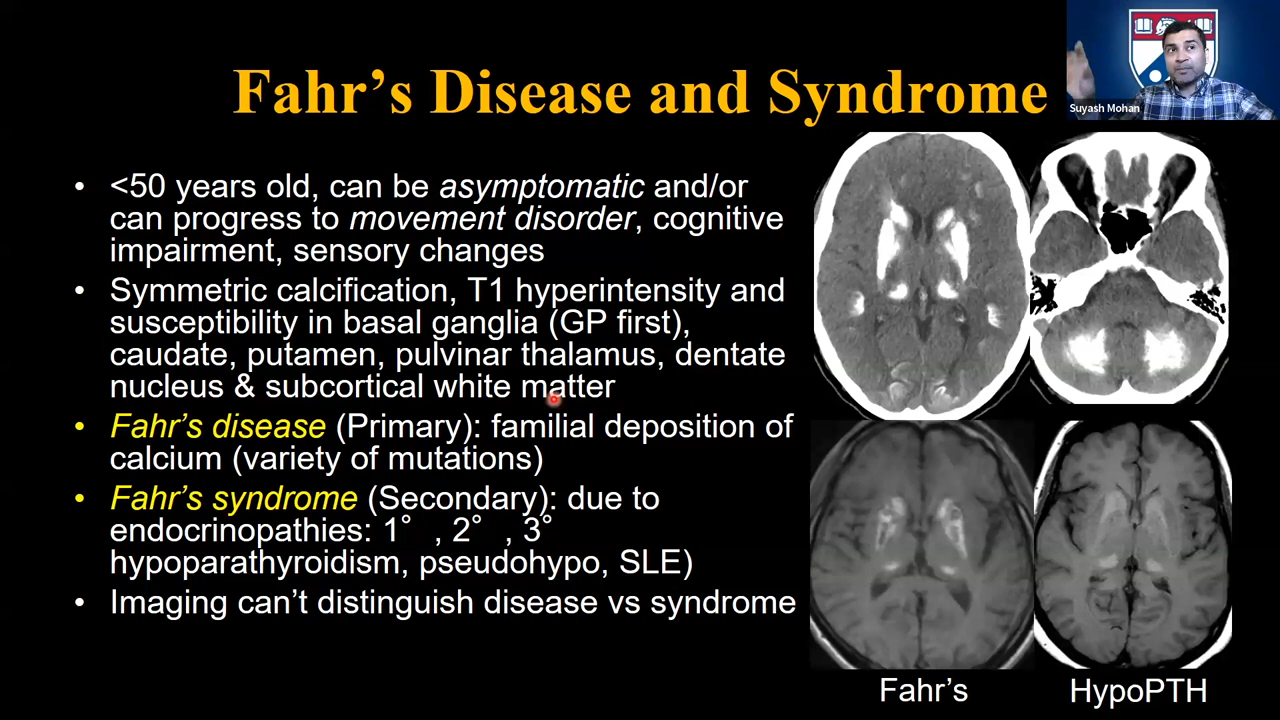 Suyash Mohan
Fahr's Disease and Syndrome
• <50 years old, can be asymptomatic and/or
can progress to movement disorder, cognitive
impairment, sensory changes
• Symmetric calcification, T1 hyperintensity and
susceptibility in basal ganglia (GP first),
caudate, putamen, pulvinar thalamus, dentate
nucleus & subcortical white matter
• Fahr's disease (Primary): familial deposition of
calcium (variety of mutations)
• Fahr's syndrome (Secondary): due to
endocrinopathies: 1° , 2° , 3°
hypoparathyroidism, pseudohypo, SLE)
• Imaging can't distinguish disease vs syndrome
Fahr's
HypoPTH